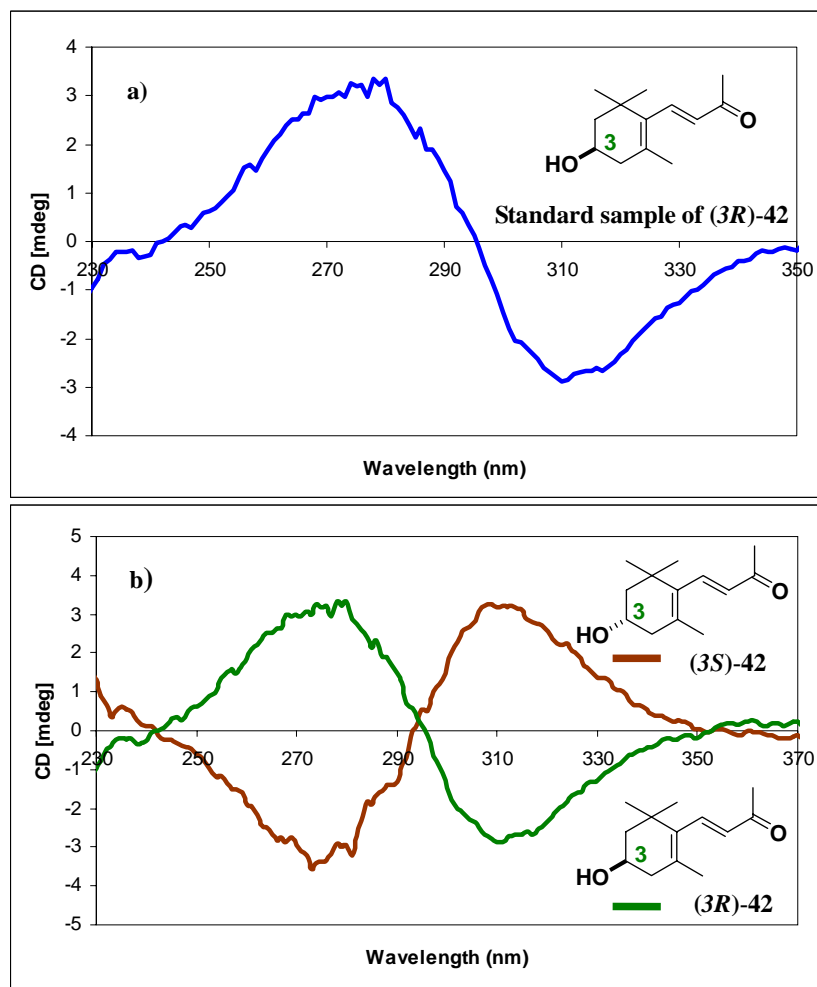 4
a)
3
2
O
3
1
HO
Standard sample of (3R)-42
0
230 250 270 290 310 330 350
-1
-2
-3
-4
CD [mdeg]
Wavelength (nm)
5
b)
4
3
O
2
3
HO
1
(3S)-42
0
230 250 270 290 310 330 350 370
-1
-2
O
-3
3
HO
-4
(3R)-42
-5
CD [mdeg]
Wavelength (nm)